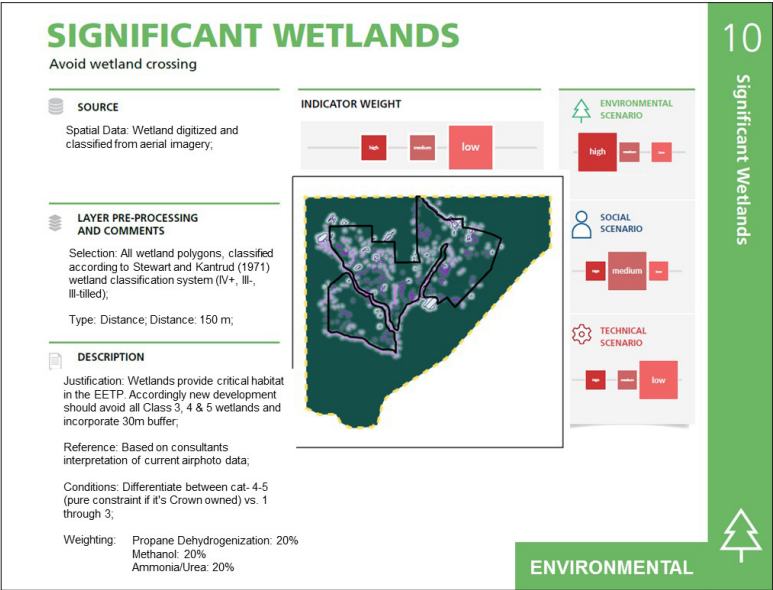 SIGNIFICANT WETLANDS
Avoid wetland crossing
SOURCE
Spatial Data: Wetland digitized and
classified from aerial imagery;
LAYER PRE-PROCESSING
AND COMMENTS
Selection: All wetland polygons, classified
according to Stewart and Kantrud (1971)
wetland classification system (IV+, III-,
III-tilled);
Type: Distance; Distance: 150 m;
DESCRIPTION
Justification: Wetlands provide critical habitat
in the EETP. Accordingly new development
should avoid all Class 3, 4 & 5 wetlands and
incorporate 30m buffer;
Reference: Based on consultants
interpretation of current airphoto data;
Conditions: Differentiate between cat- 4-5
(pure constraint if it's Crown owned) vs. 1
through 3;
Weighting: Propane Dehydrogenization: 20%
Methanol: 20%
Ammonia/Urea: 20%
INDICATOR WEIGHT
high medium low
ENVIRONMENTAL
SCENARIO
high medium low
SOCIAL
SCENARIO
high medium low
TECHNICAL
SCENARIO
high medium low
10
Significant Wetlands
ENVIRONMENTAL